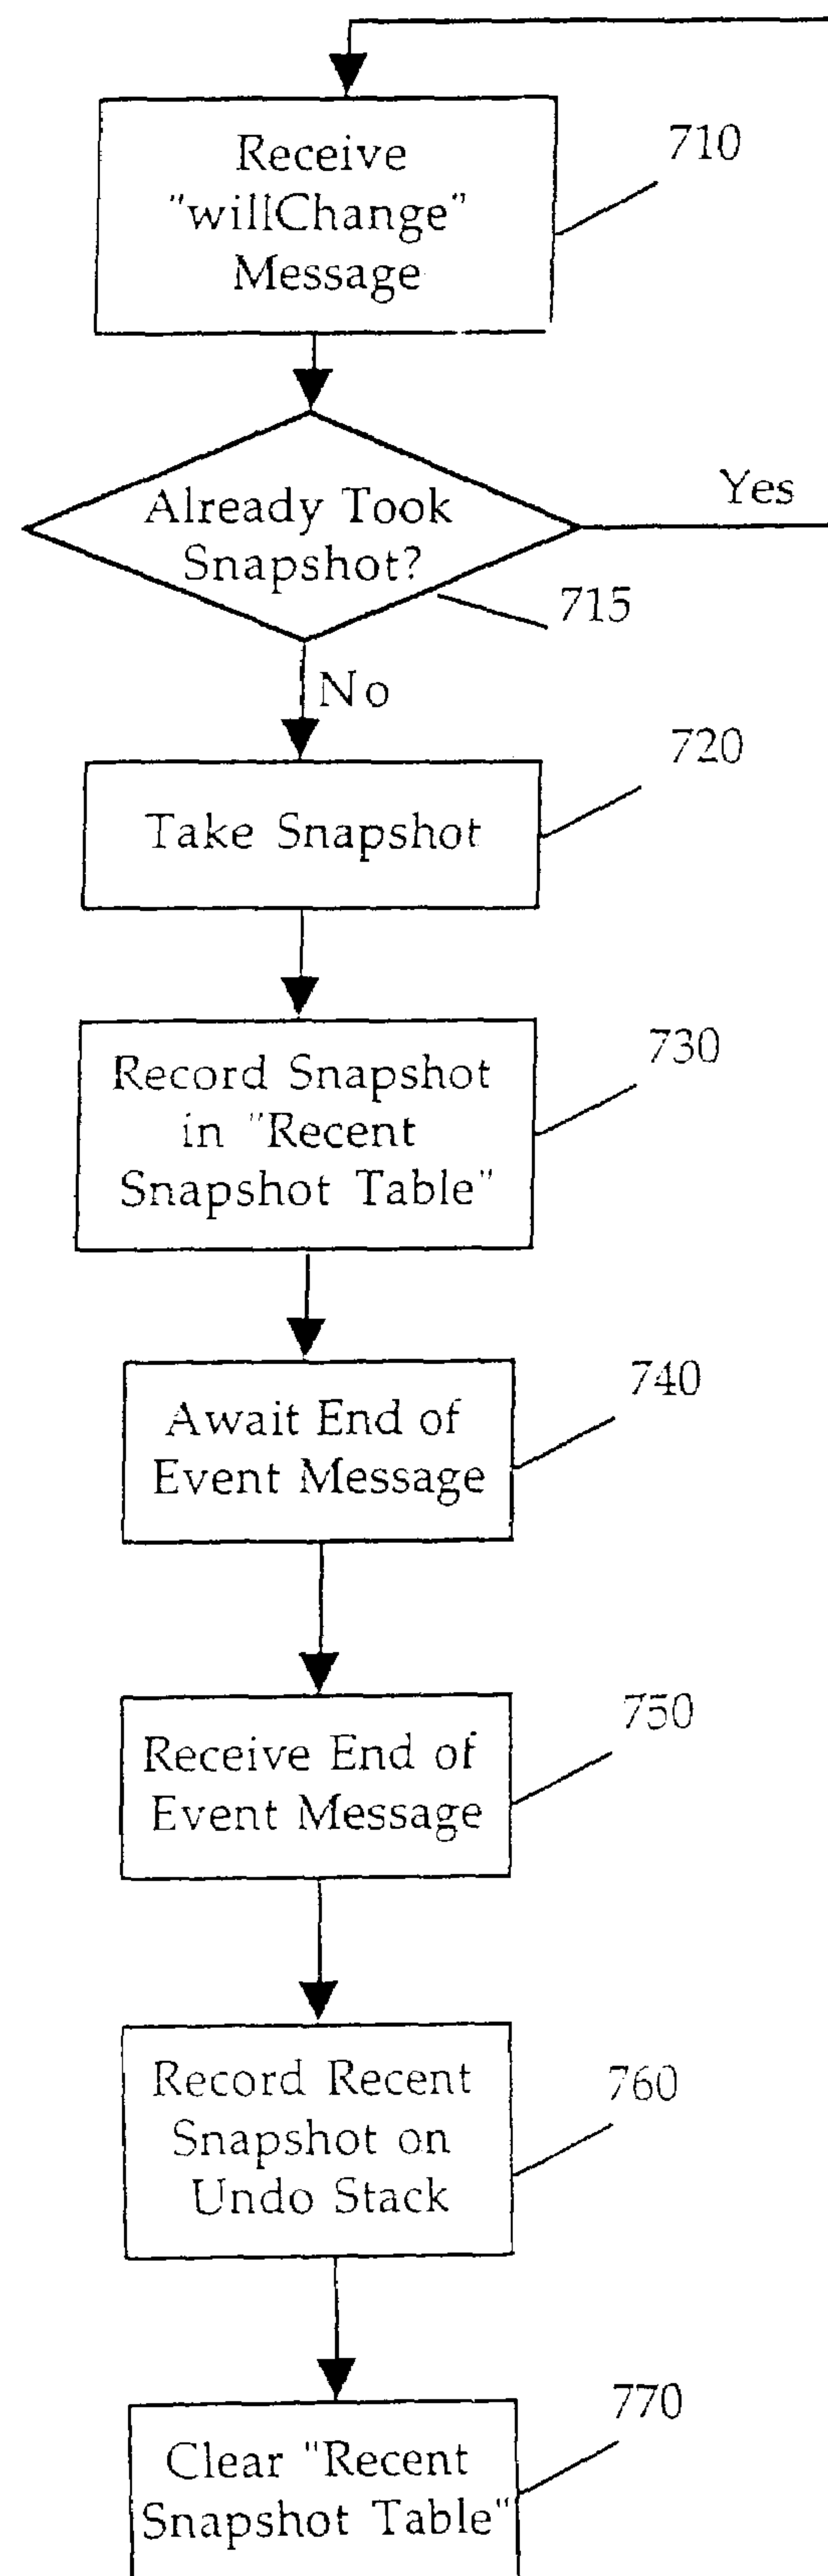 Receive
"willChange"
Message
710
Already Took
Snapshot?
Yes
715
No
720
Take Snapshot
730
Record Snapshot
in "Recent
Snapshot Table"
740
Await End of
Event Message
750
Receive End of
Event Message
760
Record Recent
Snapshot on
Undo Stack
770
Clear "Recent
Snapshot Table"